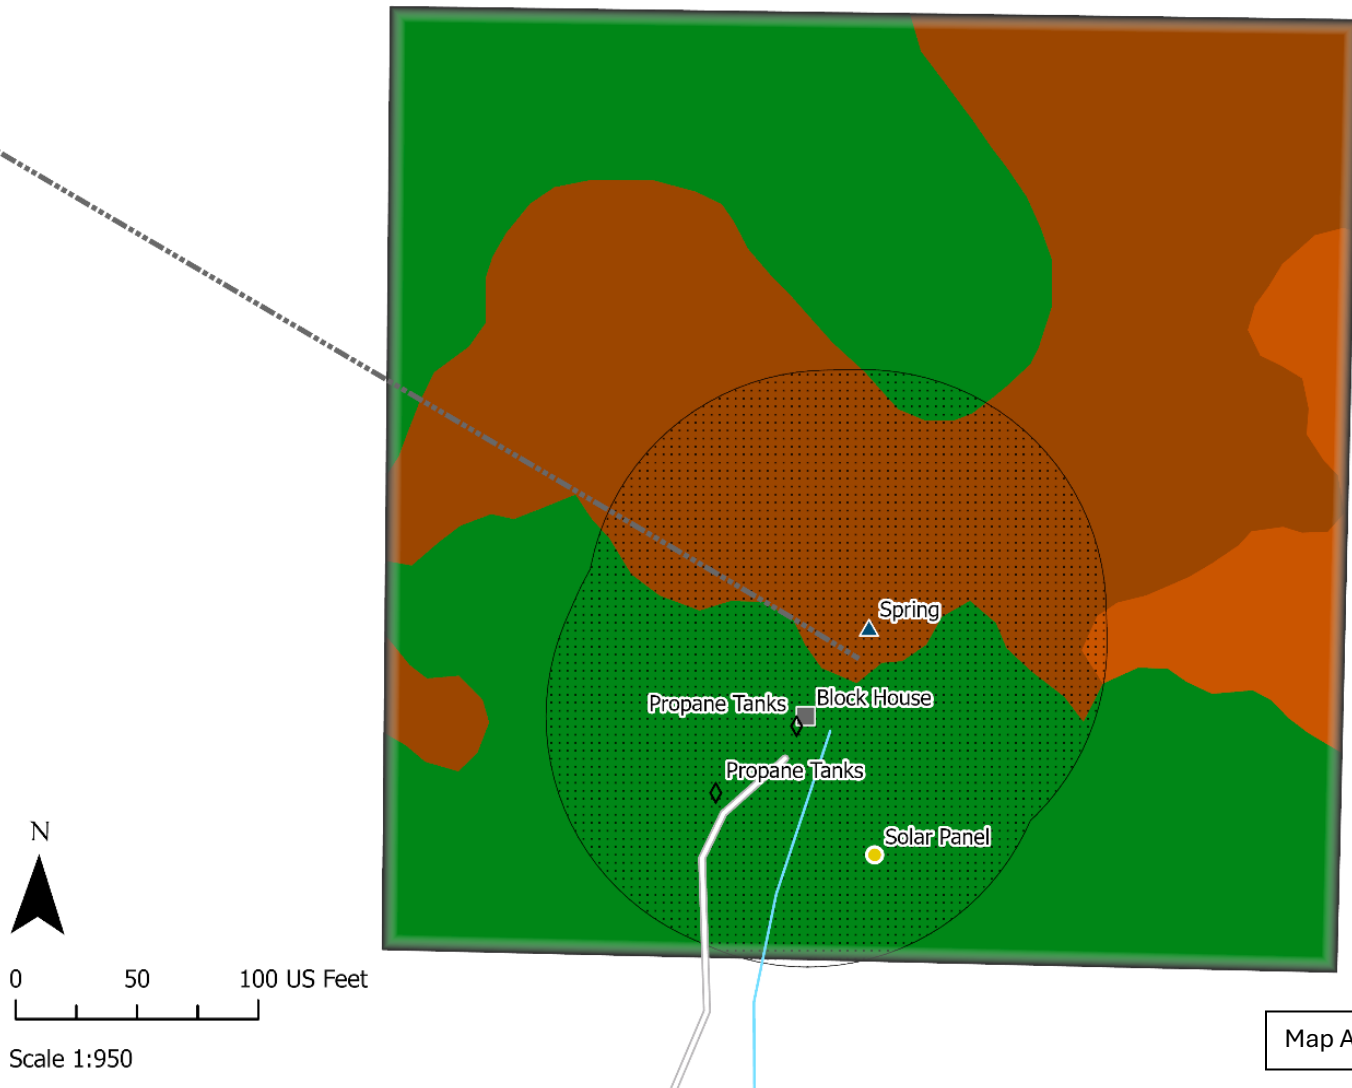 Spring
Block House
Propane Tanks
Propane Tanks
Solar Panel
N
0 50 100 US Feet
Scale 1:950
Map A